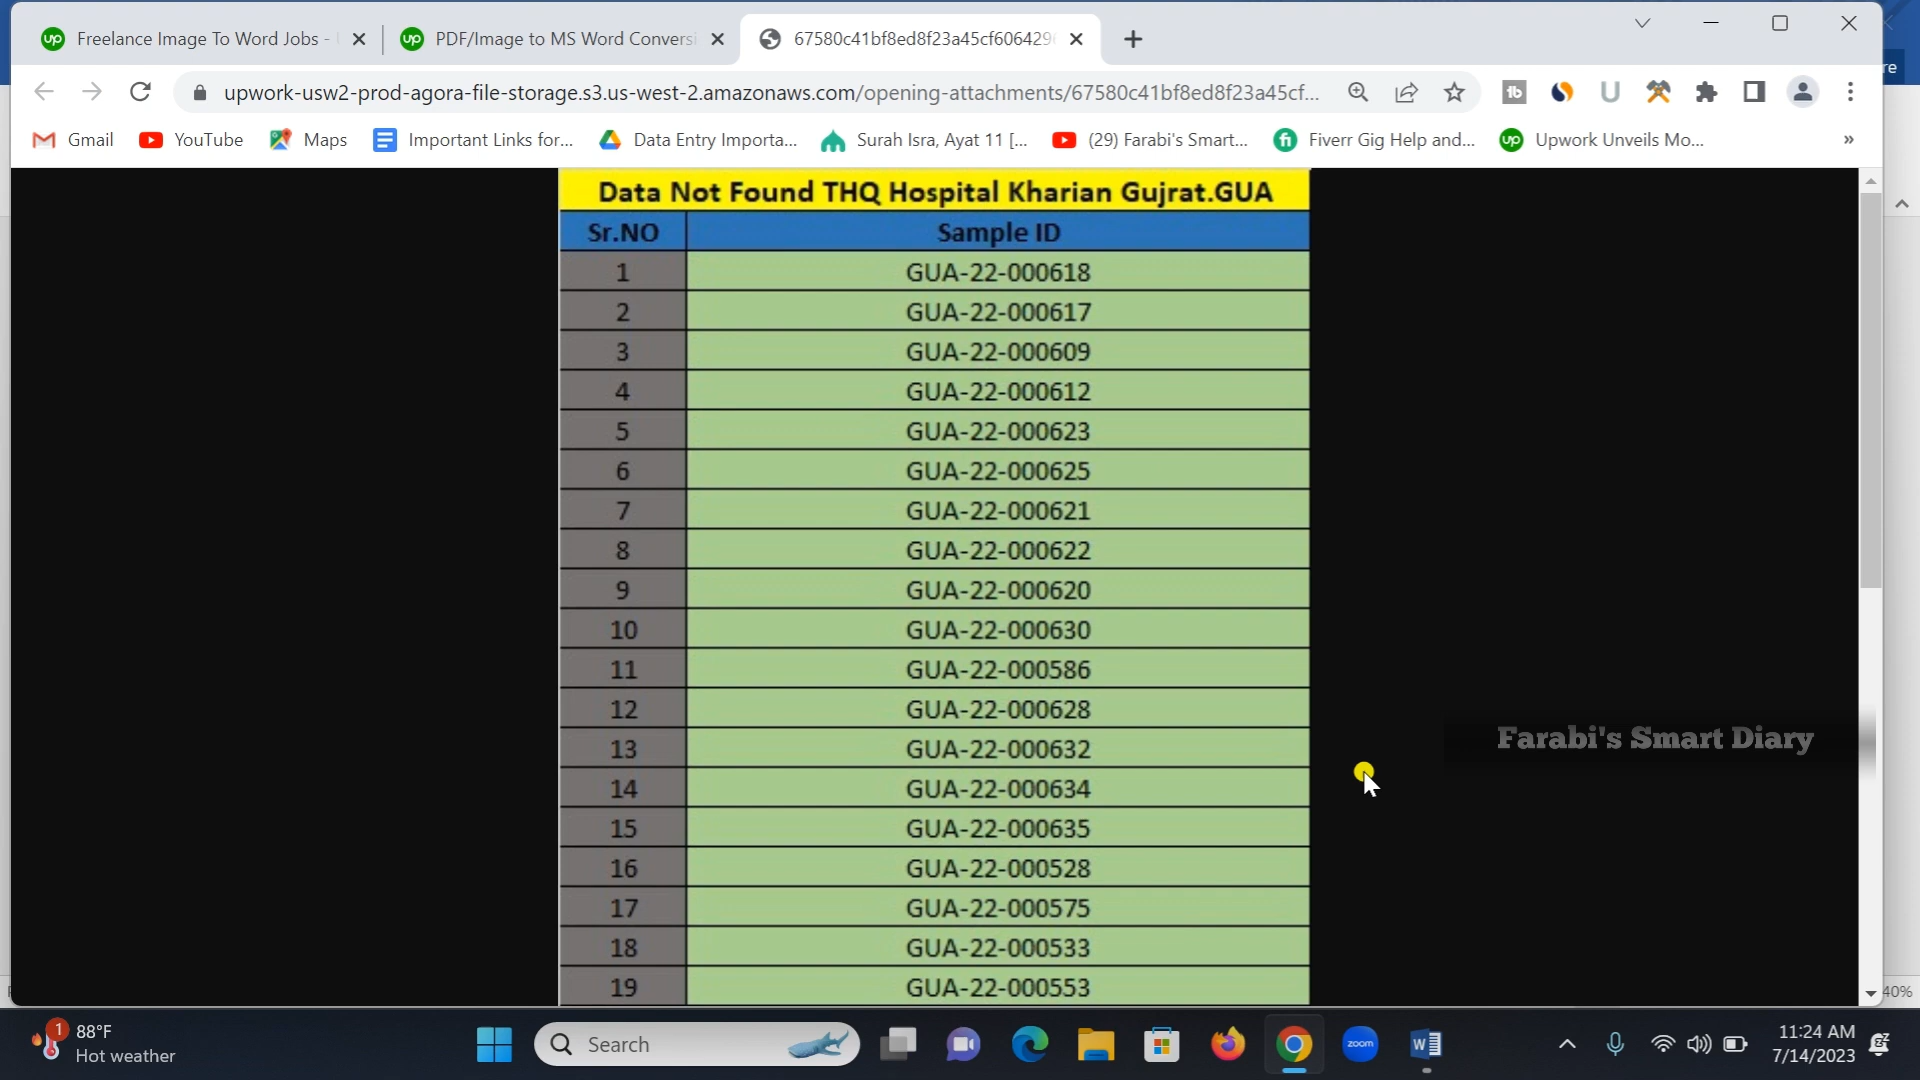 Freelance Image To Word Jobs -
PDF/Image to MS Word Conversi
67580c41bf8ed8f23a45cf606429
upwork-usw2-prod-agora-file-storage.s3.us-west-2.amazonaws.com/opening-attachments/67580c41bf8ed8f23a45cf...
Gmail YouTube Maps Important Links for... Data Entry Importa... Surah Isra, Ayat 11 [... (29) Farabi's Smart... Fiverr Gig Help and... Upwork Unveils Mo... »
Data Not Found THQ Hospital Kharian Gujrat.GUA
Sr.NO Sample ID
1 GUA-22-000618
2 GUA-22-000617
3 GUA-22-000609
4 GUA-22-000612
5 GUA-22-000623
6 GUA-22-000625
7 GUA-22-000621
8 GUA-22-000622
9 GUA-22-000620
10 GUA-22-000630
11 GUA-22-000586
12 GUA-22-000628
13 GUA-22-000632
14 GUA-22-000634
15 GUA-22-000635
16 GUA-22-000528
17 GUA-22-000575
18 GUA-22-000533
19 GUA-22-000553
Farabi's Smart Diary
40%
1
88°F
Hot weather
Search
zoom
11:24 AM
7/14/2023